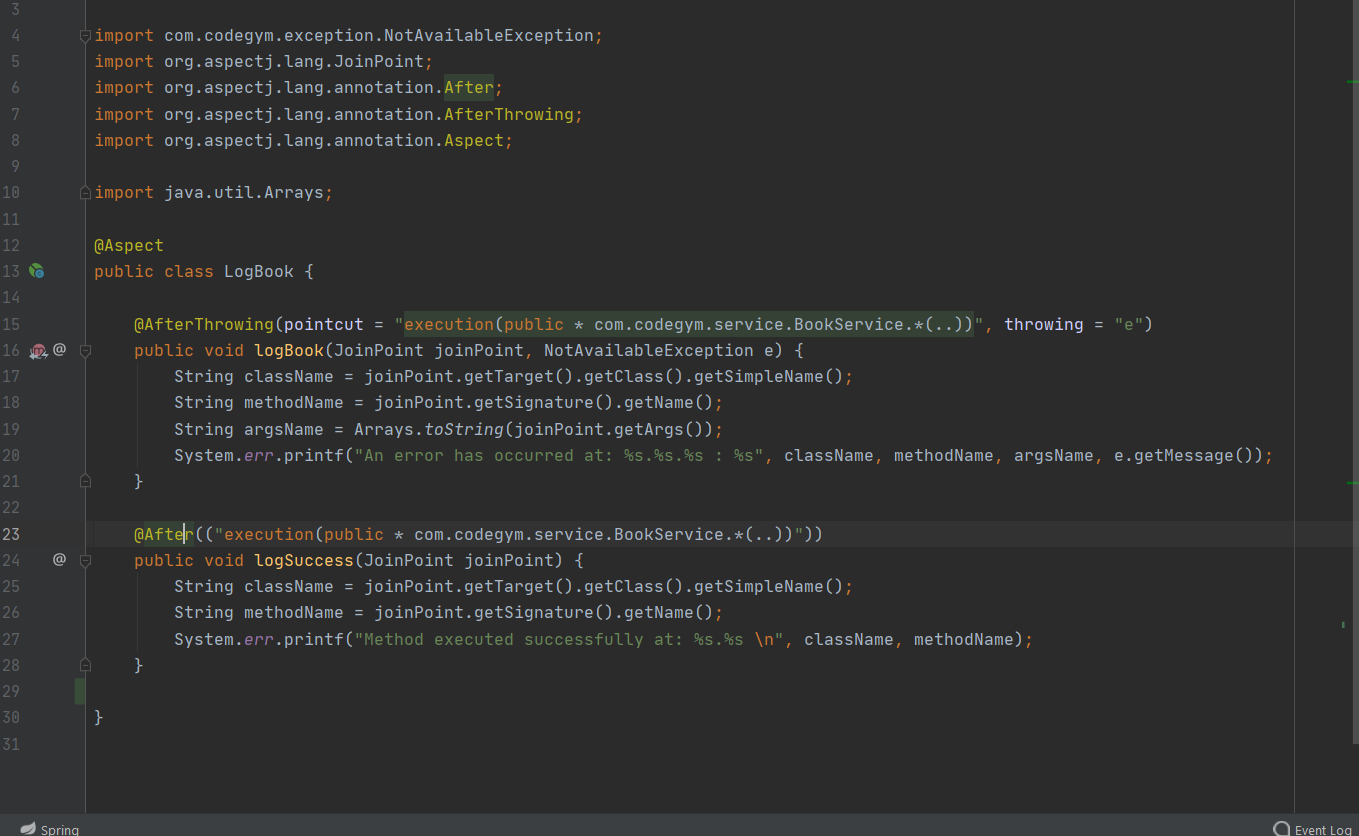 3
4 import com.codegym.exception.NotAvailableException;
5 import org.aspectj.lang.JoinPoint;
6 import org.aspectj.lang.annotation.After;
7 import org.aspectj.lang.annotation.AfterThrowing;
8 import org.aspectj.lang.annotation.Aspect;
9
10 import java.util.Arrays;
11
12 @Aspect
13 public class LogBook {
14
15 @AfterThrowing(pointcut = "execution(public * com.codegym.service.BookService.*(..))", throwing = "e")
16 @ public void logBook(JoinPoint joinPoint, NotAvailableException e) {
17 String className = joinPoint.getTarget().getClass().getSimpleName();
18 String methodName = joinPoint.getSignature().getName();
19 String argsName = Arrays.toString(joinPoint.getArgs());
20 System.err.printf("An error has occurred at: %s.%s.%s : %s", className, methodName, argsName, e.getMessage());
21 }
22
23 @After(("execution(public * com.codegym.service.BookService.*(..))"))
24 @ public void logSuccess(JoinPoint joinPoint) {
25 String className = joinPoint.getTarget().getClass().getSimpleName();
26 String methodName = joinPoint.getSignature().getName();
27 System.err.printf("Method executed successfully at: %s.%s \n", className, methodName);
28 }
29
30 }
31
Spring Event Log